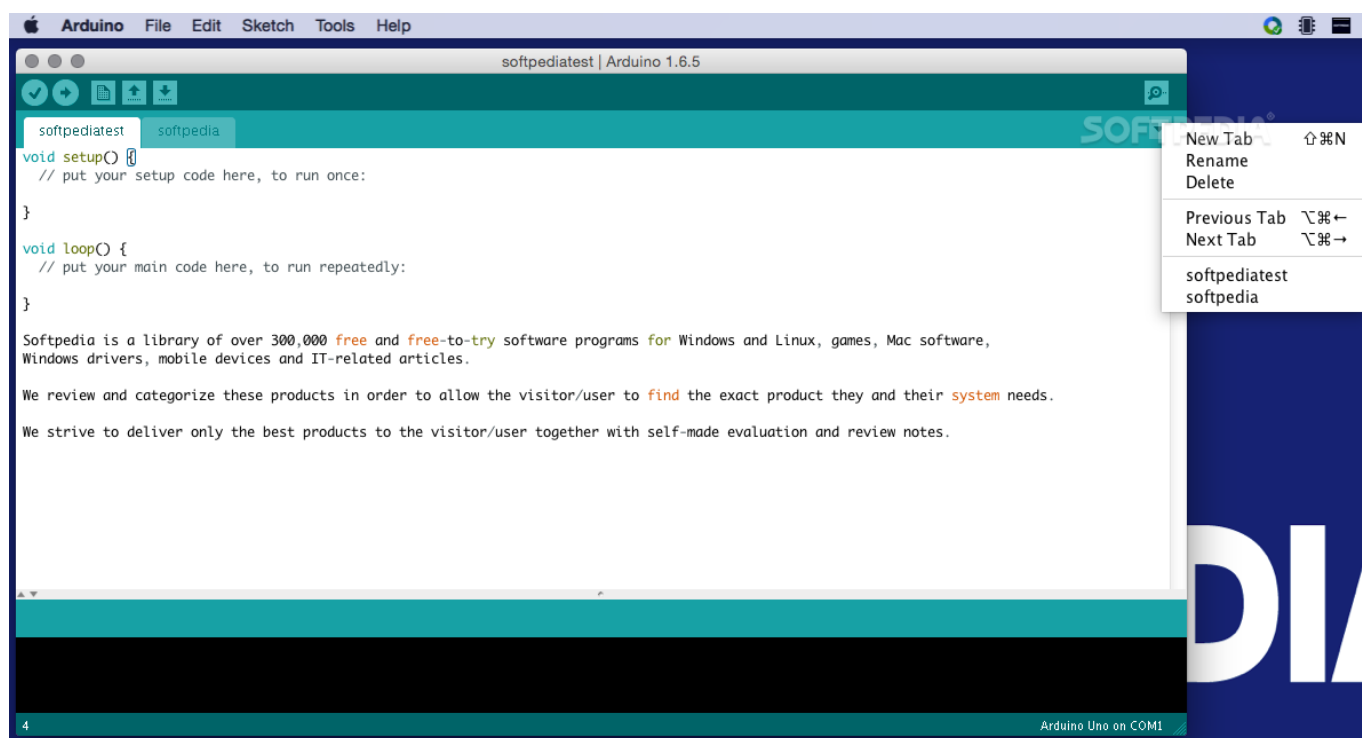 Arduino File Edit Sketch Tools Help
softpediatest | Arduino 1.6.5
softpediatest softpedia
SOFTPEDIA®
void setup() {
// put your setup code here, to run once:
}
void loop() {
// put your main code here, to run repeatedly:
}
Softpedia is a library of over 300,000 free and free-to-try software programs for Windows and Linux, games, Mac software,
Windows drivers, mobile devices and IT-related articles.
We review and categorize these products in order to allow the visitor/user to find the exact product they and their system needs.
We strive to deliver only the best products to the visitor/user together with self-made evaluation and review notes.
New Tab ⇧⌘N
Rename
Delete
Previous Tab ⌥⌘←
Next Tab ⌥⌘→
softpediatest
softpedia
DIA
4
Arduino Uno on COM1